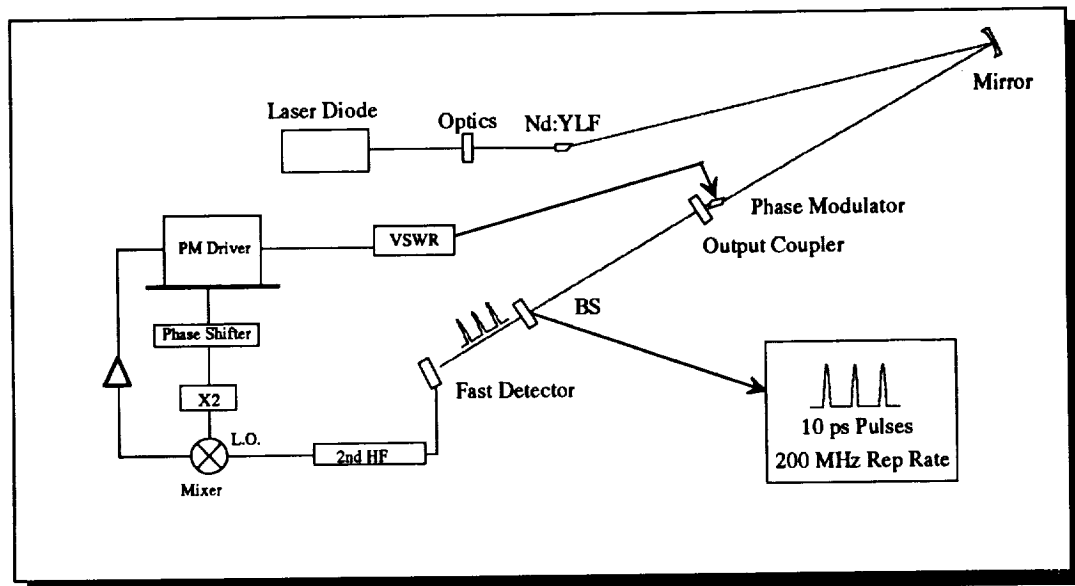 Mirror
Laser Diode
Optics
Nd:YLF
Phase Modulator
Output Coupler
VSWR
PM Driver
BS
Phase Shifter
Fast Detector
X2
L.O.
2nd HF
Mixer
10 ps Pulses
200 MHz Rep Rate